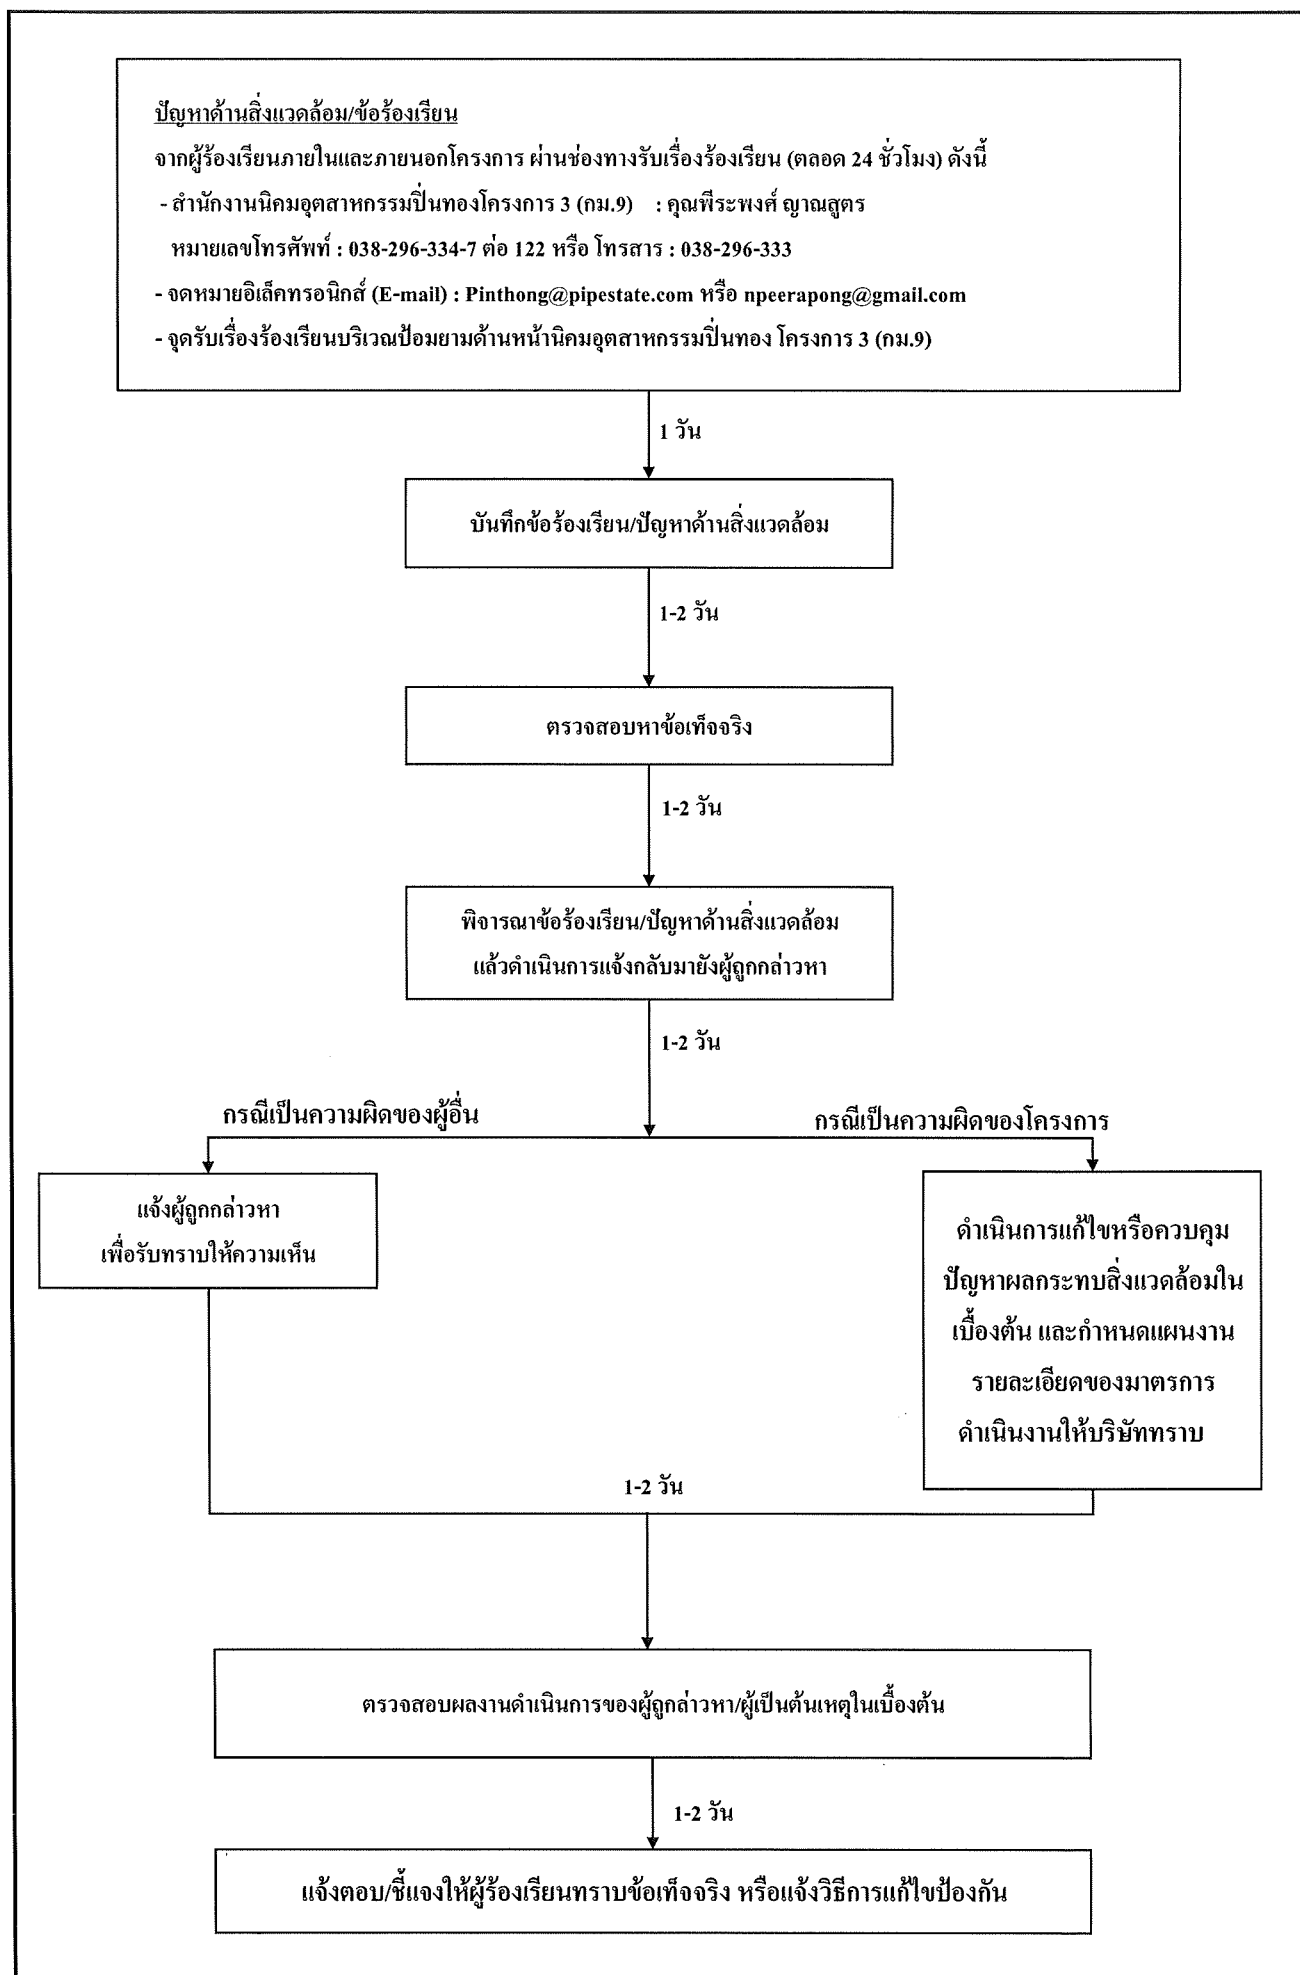 ปัญหาด้านสิ่งแวดล้อม/ข้อร้องเรียน
จากผู้ร้องเรียนภายในและภายนอกโครงการ ผ่านช่องทางรับเรื่องร้องเรียน (ตลอด 24 ชั่วโมง) ดังนี้
- สำนักงานนิคมอุตสาหกรรมปิ่นทองโครงการ 3 (กม.9) : คุณพีระพงศ์ ญาณสูตร
หมายเลขโทรศัพท์ : 038-296-334-7 ต่อ 122 หรือ โทรสาร : 038-296-333
- จดหมายอิเล็คทรอนิกส์ (E-mail) : Pinthong@pipestate.com หรือ npeerapong@gmail.com
- จุดรับเรื่องร้องเรียนบริเวณป้อมยามด้านหน้านิคมอุตสาหกรรมปิ่นทอง โครงการ 3 (กม.9)
1 วัน
บันทึกข้อร้องเรียน/ปัญหาด้านสิ่งแวดล้อม
1-2 วัน
ตรวจสอบหาข้อเท็จจริง
1-2 วัน
พิจารณาข้อร้องเรียน/ปัญหาด้านสิ่งแวดล้อม
แล้วดำเนินการแจ้งกลับมายังผู้ถูกกล่าวหา
1-2 วัน
กรณีเป็นความผิดของผู้อื่น
กรณีเป็นความผิดของโครงการ
แจ้งผู้ถูกกล่าวหา
เพื่อรับทราบให้ความเห็น
ดำเนินการแก้ไขหรือควบคุม
ปัญหาผลกระทบสิ่งแวดล้อมใน
เบื้องต้น และกำหนดแผนงาน
รายละเอียดของมาตรการ
ดำเนินงานให้บริษัททราบ
1-2 วัน
ตรวจสอบผลงานดำเนินการของผู้ถูกล่าวหา/ผู้เป็นต้นเหตุในเบื้องต้น
1-2 วัน
แจ้งตอบ/ชี้แจงให้ผู้ร้องเรียนทราบข้อเท็จจริง หรือแจ้งวิธีการแก้ไขป้องกัน